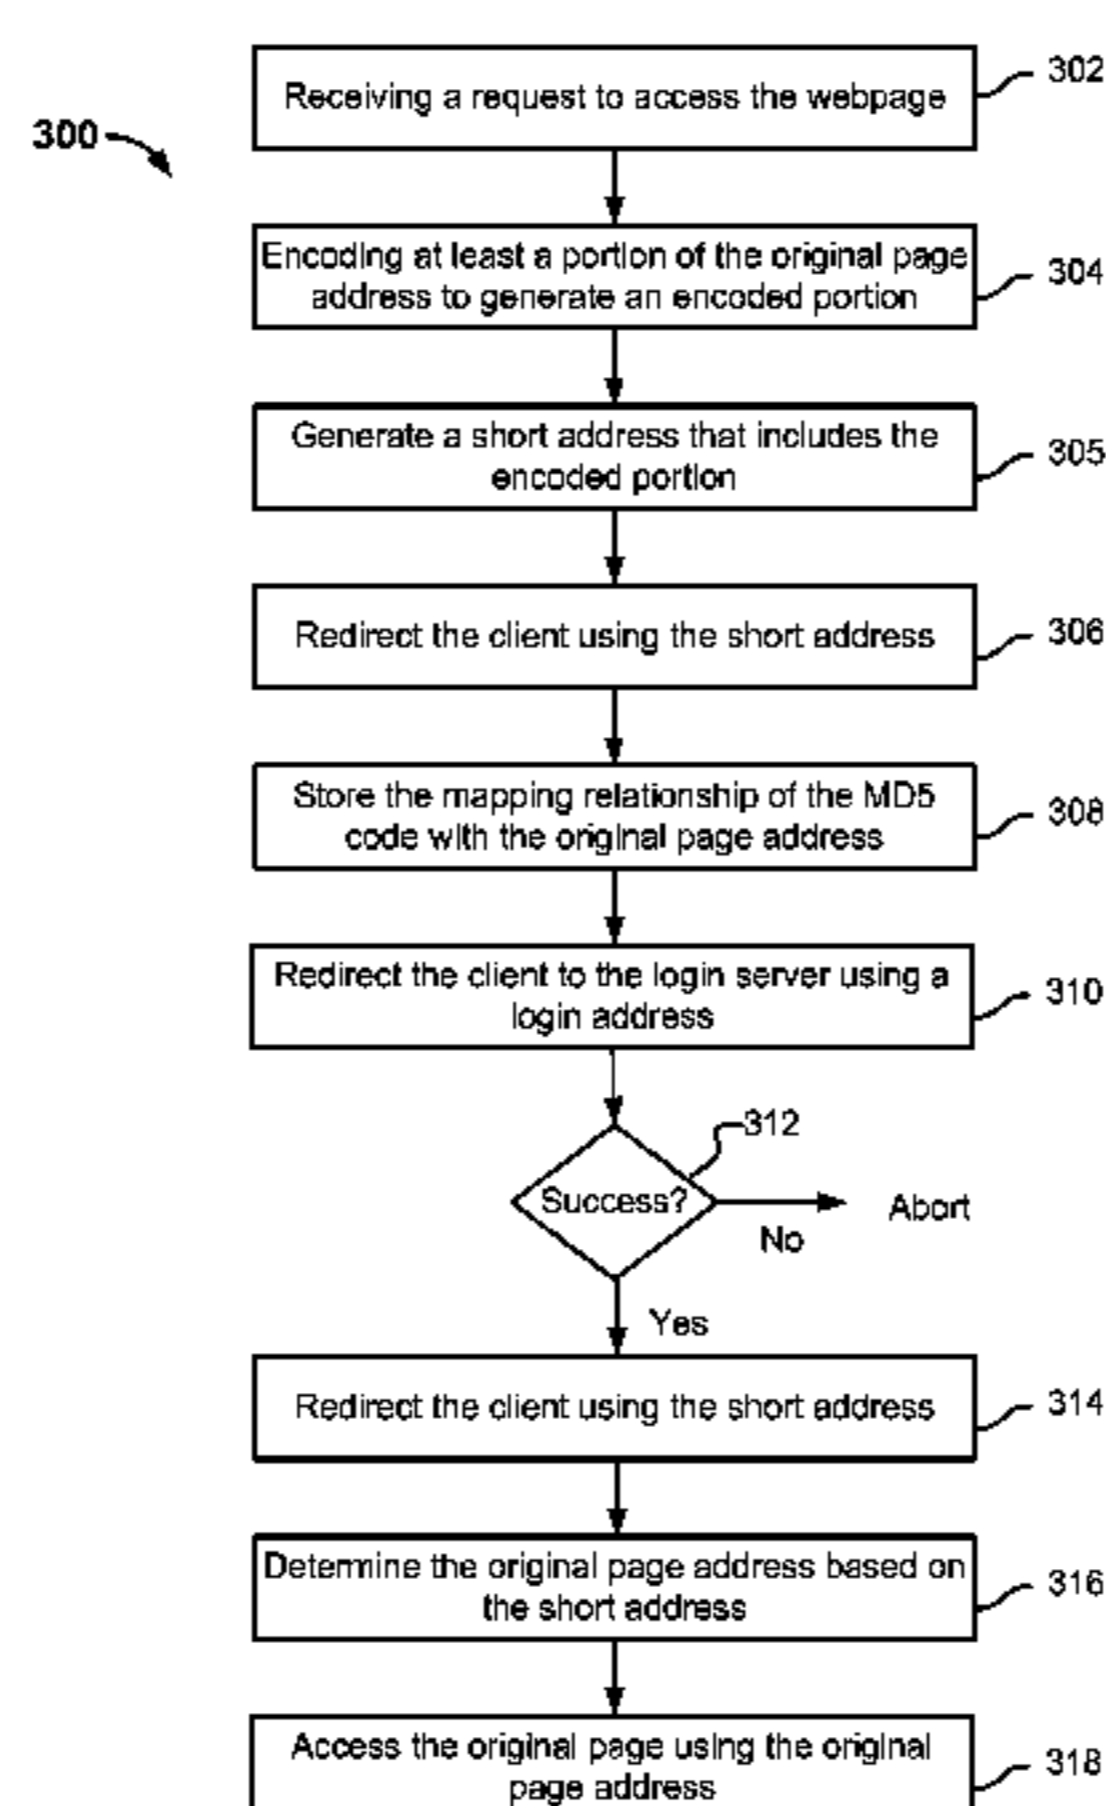 302
Receiving a request to access the webpage
300
Encoding at least a portion of the original page
address to generate an encoded portion
304
Generate a short address that includes the
encoded portion
305
Redirect the client using the short address
306
Store the mapping relationship of the MD5
code with the original page address
308
Redirect the client to the login server using a
login address
310
312
Success?
Abort
No
Yes
Redirect the client using the short address
314
Determine the original page address based on
the short address
316
Access the original page using the original
page address
318